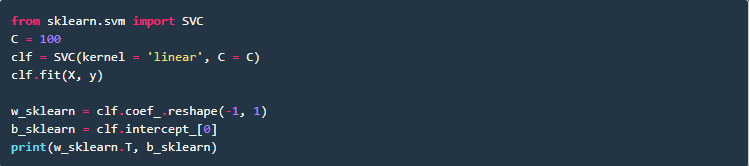 from sklearn.svm import SVC
C = 100
clf = SVC(kernel = 'linear', C = C)
clf.fit(X, y)

w_sklearn = clf.coef_.reshape(-1, 1)
b_sklearn = clf.intercept_[0]
print(w_sklearn.T, b_sklearn)